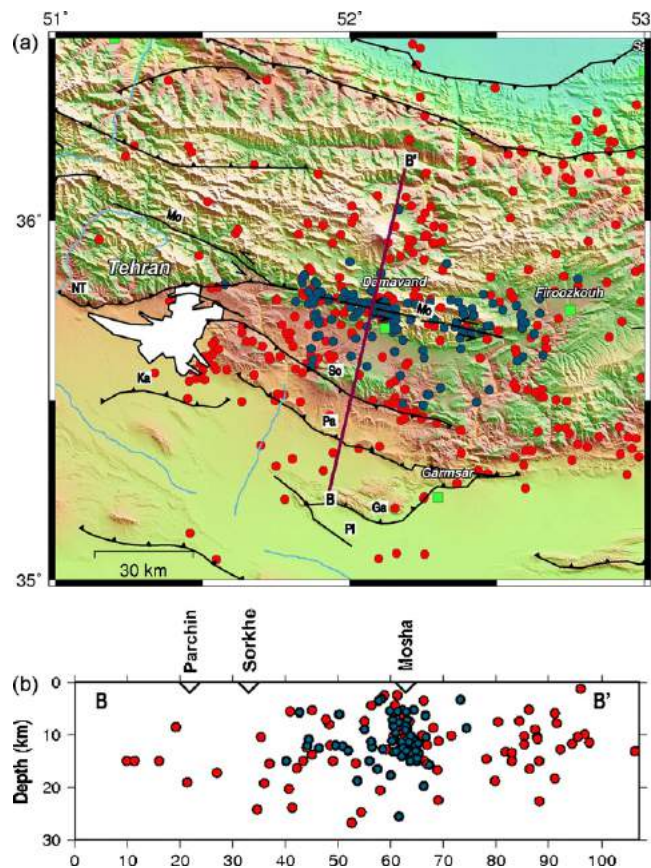 51° 52° 53
(a)
Sa
B'
36°
Mo
Tehran
Damavand
NT
Mo
Firoozkouh
Ka
So
Pa
Garmsar
B
Ga
Pl
35°
30 km
Parchin
Sorkhe
Mosha
(b)
B B'
Depth (km)
0
10
20
30
0 10 20 30 40 50 60 70 80 90 100